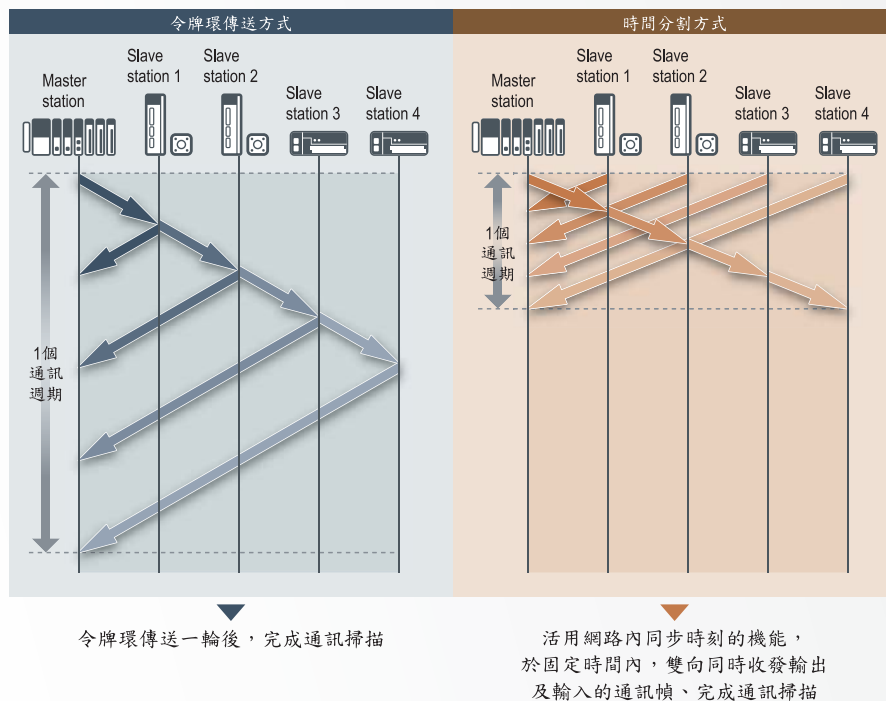 令牌環傳送方式
Master
station
Slave
station 1
Slave
station 2
Slave
station 3
Slave
station 4
1個
通訊
週期
令牌環傳送一輪後，完成通訊掃描
時間分割方式
Master
station
Slave
station 1
Slave
station 2
Slave
station 3
Slave
station 4
1個
通訊
週期
活用網路內同步時刻的機能，
於固定時間內，雙向同時收發輸出
及輸入的通訊幀、完成通訊掃描